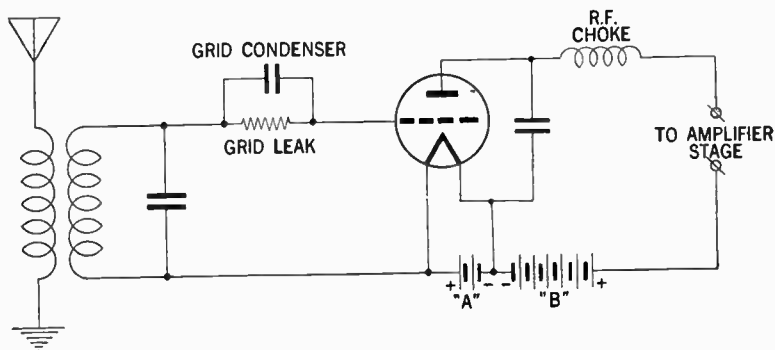 R.F.
CHOKE
GRID CONDENSER
GRID LEAK
TO AMPLIFIER
STAGE
+ - - +
"A" "B"